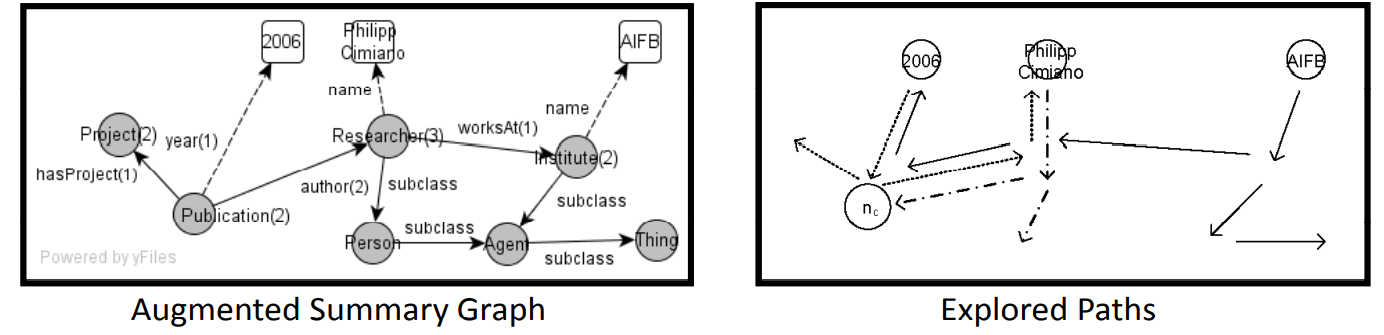 2006
Philipp
Cimiano
AIFB
name
name
Project(2)
year(1)
Researcher(3)
worksAt(1)
Institute(2)
hasProject(1)
author(2)
subclass
subclass
Publication(2)
subclass
Person
Agent
Thing
subclass
Powered by yFiles
Augmented Summary Graph
2006
Philipp
Cimiano
AIFB
nc
Explored Paths